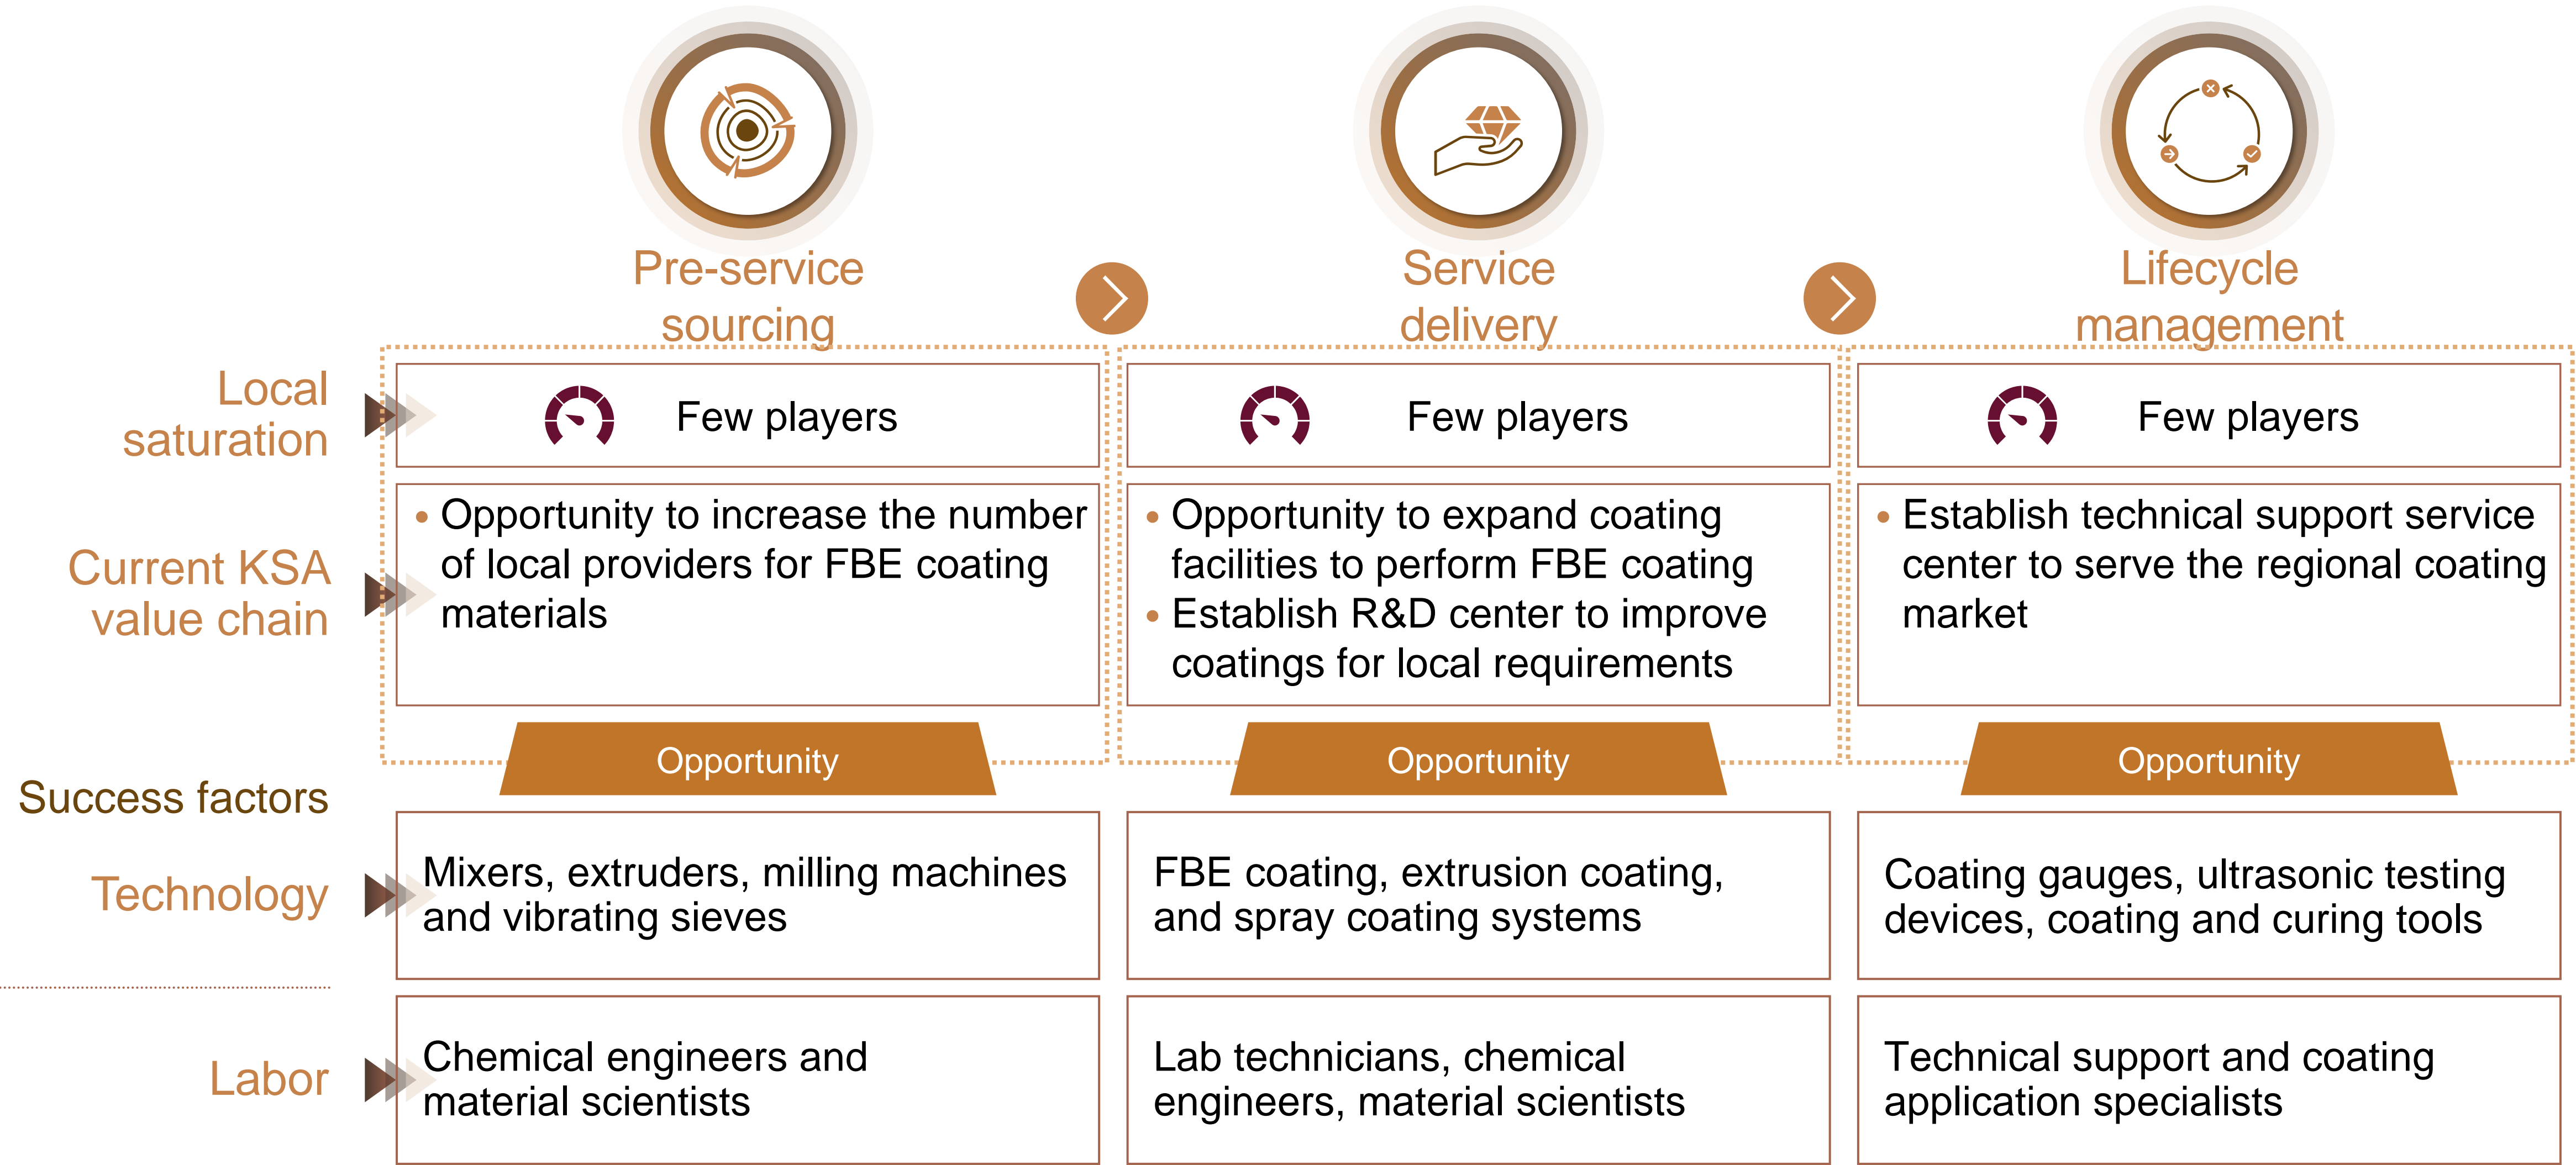 Pre-service
sourcing
Service
delivery
Lifecycle
management
Local
saturation
Few players
Few players
Few players
Current KSA
value chain
• Opportunity to increase the number
of local providers for FBE coating
materials
• Opportunity to expand coating
facilities to perform FBE coating
• Establish R&D center to improve
coatings for local requirements
• Establish technical support service
center to serve the regional coating
market
Opportunity
Opportunity
Opportunity
Success factors
Technology
Mixers, extruders, milling machines
and vibrating sieves
FBE coating, extrusion coating,
and spray coating systems
Coating gauges, ultrasonic testing
devices, coating and curing tools
Labor
Chemical engineers and
material scientists
Lab technicians, chemical
engineers, material scientists
Technical support and coating
application specialists